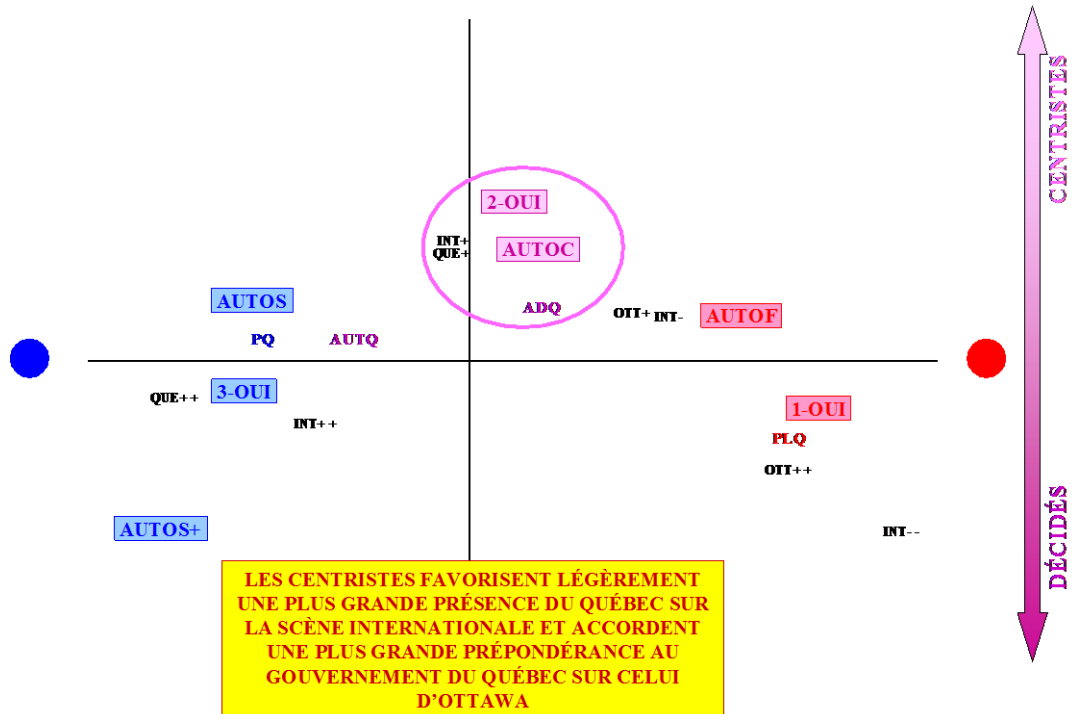 CENTRISTES
2-OUI
INT+
QUE+
AUTOC
AUTOS
ADQ
OTT+
INT-
AUTOF
PQ
AUTQ
QUE++
3-OUI
INT++
1-OUI
PLQ
OTT++
AUTOS+
INT--
DÉCIDÉS
LES CENTRISTES FAVORISENT LÉGÈREMENT
UNE PLUS GRANDE PRÉSENCE DU QUÉBEC SUR
LA SCÈNE INTERNATIONALE ET ACCORDENT
UNE PLUS GRANDE PRÉPONDÉRANCE AU
GOUVERNEMENT DU QUÉBEC SUR CELUI
D'OTTAWA